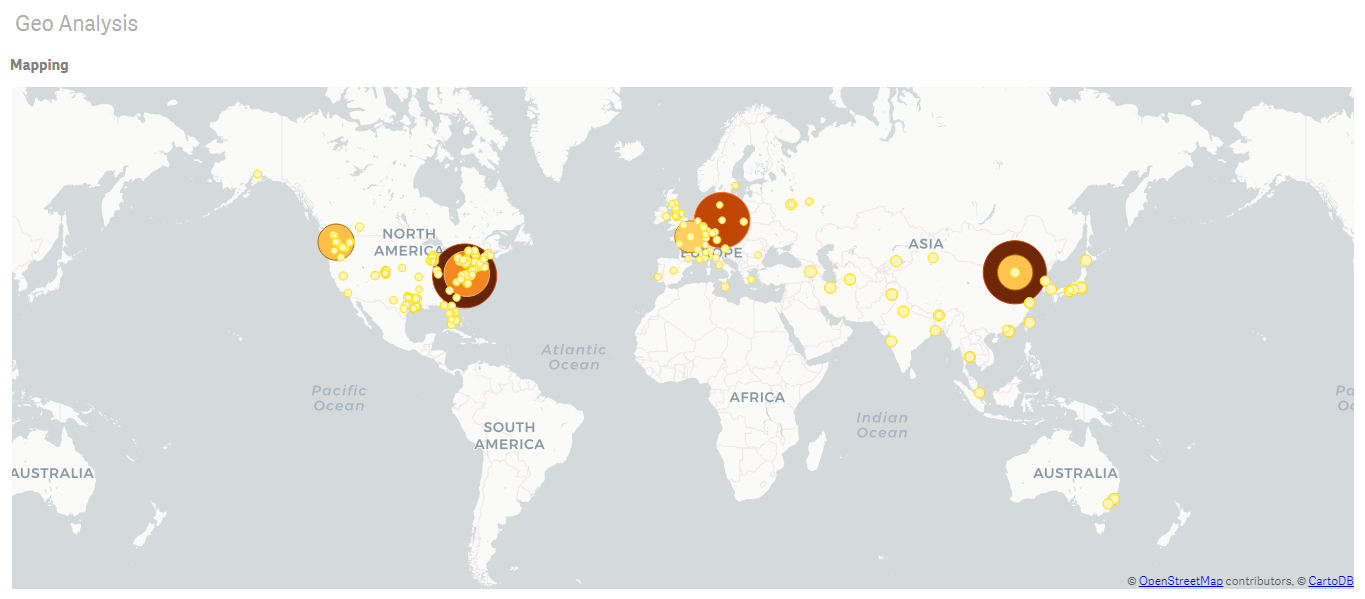 Geo Analysis
Mapping
NORTH
AMERICA
EUROPE
ASIA
Atlantic
Ocean
Pacific
Ocean
AFRICA
Indian
Ocean
Pa
Oc
SOUTH
AMERICA
AUSTRALIA
AUSTRALIA
© OpenStreetMap contributors, © CartoDB